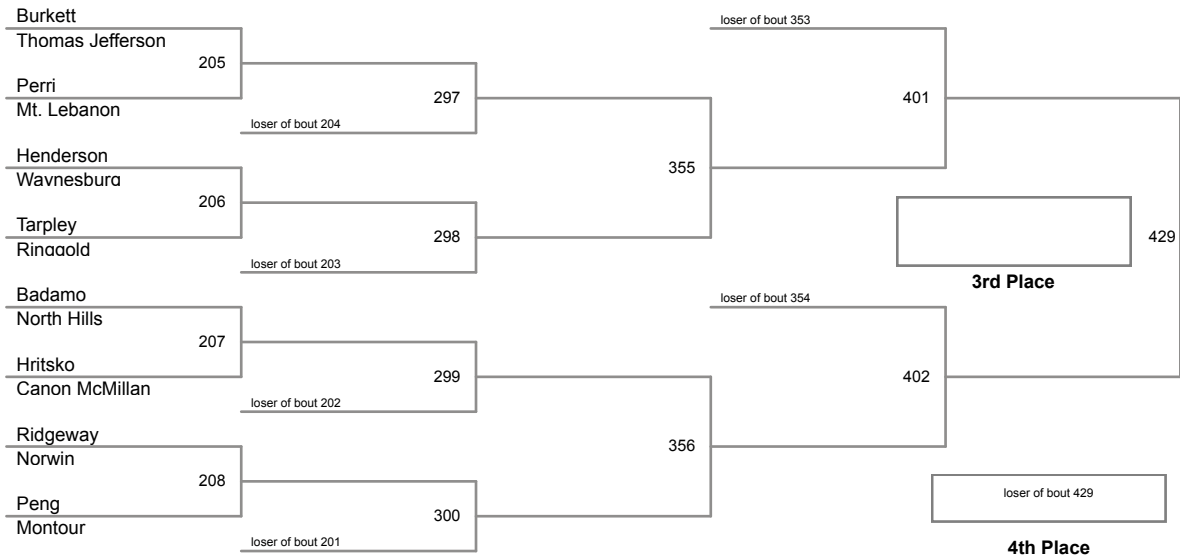 Burkett
loser of bout 353
Thomas Jefferson
205
Perri
297
401
Mt. Lebanon
loser of bout 204
Henderson
355
Waynesburg
206
Tarpley
298
429
Ringgold
loser of bout 203
3rd Place
Badamo
loser of bout 354
North Hills
207
Hritsko
299
402
Canon McMillan
loser of bout 202
Ridgeway
356
Norwin
208
loser of bout 429
Peng
300
Montour
loser of bout 201
4th Place